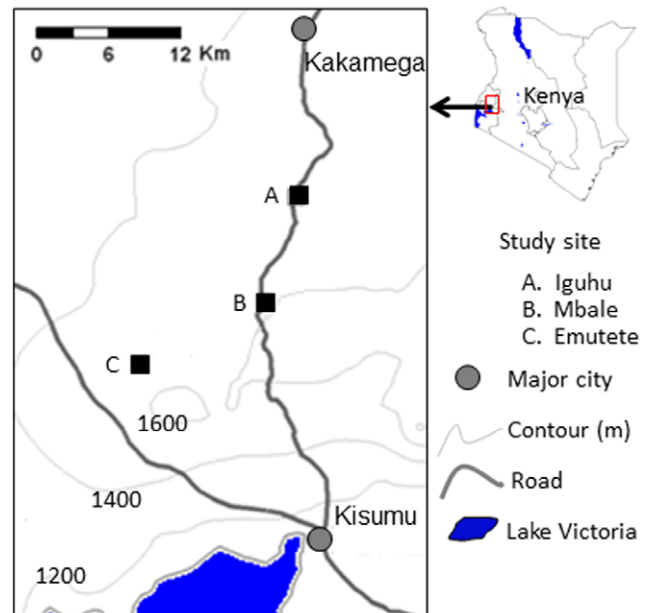 0 6 12 Km
Kakamega
A
B
C
1600
1400
Kisumu
1200
Kenya
Study site
A. Iguhu
B. Mbale
C. Emutete
Major city
Contour (m)
Road
Lake Victoria